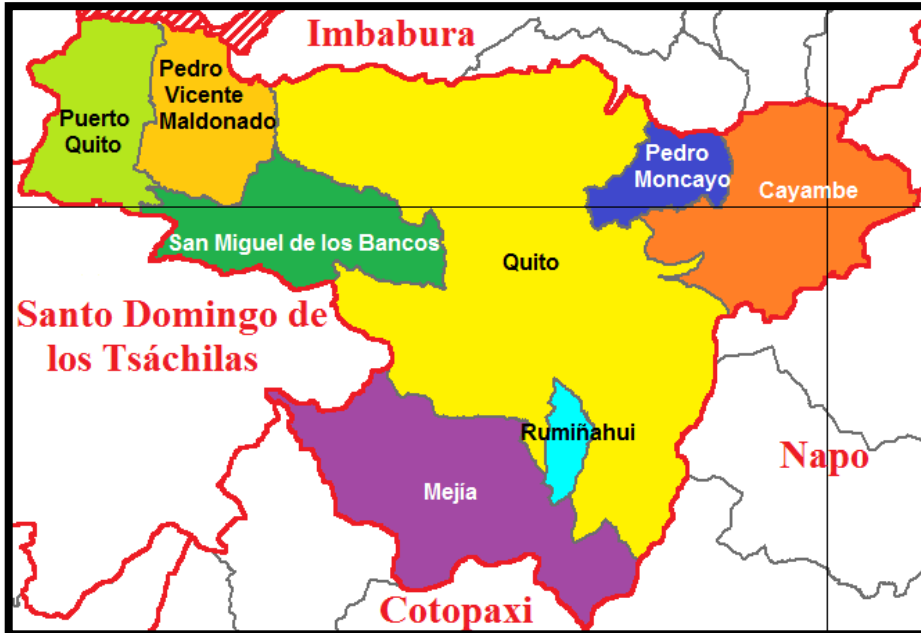 Imbabura
Pedro
Vicente
Maldonado
Puerto
Quito
Pedro
Moncayo
Cayambe
San Miguel de los Bancos
Quito
Santo Domingo de
los Tsáchilas
Rumiñahui
Napo
Mejía
Cotopaxi